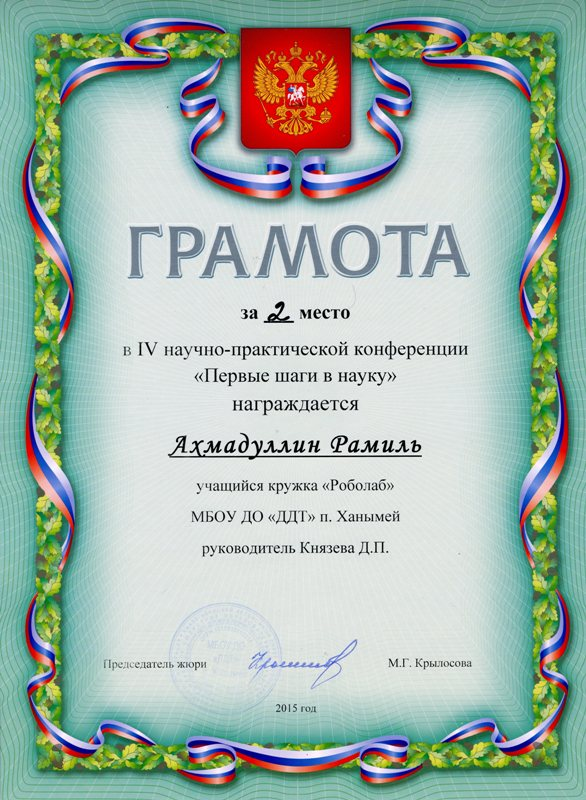 ГРАМОТА
за 2 место
в IV научно-практической конференции
«Первые шаги в науку»
награждается
Ахмадуллин Рамиль
учащийся кружка «Роболаб»
МБОУ ДО «ДДТ» п. Ханымей
руководитель Князева Д.П.
Председатель жюри М.Г. Крылосова
2015 год